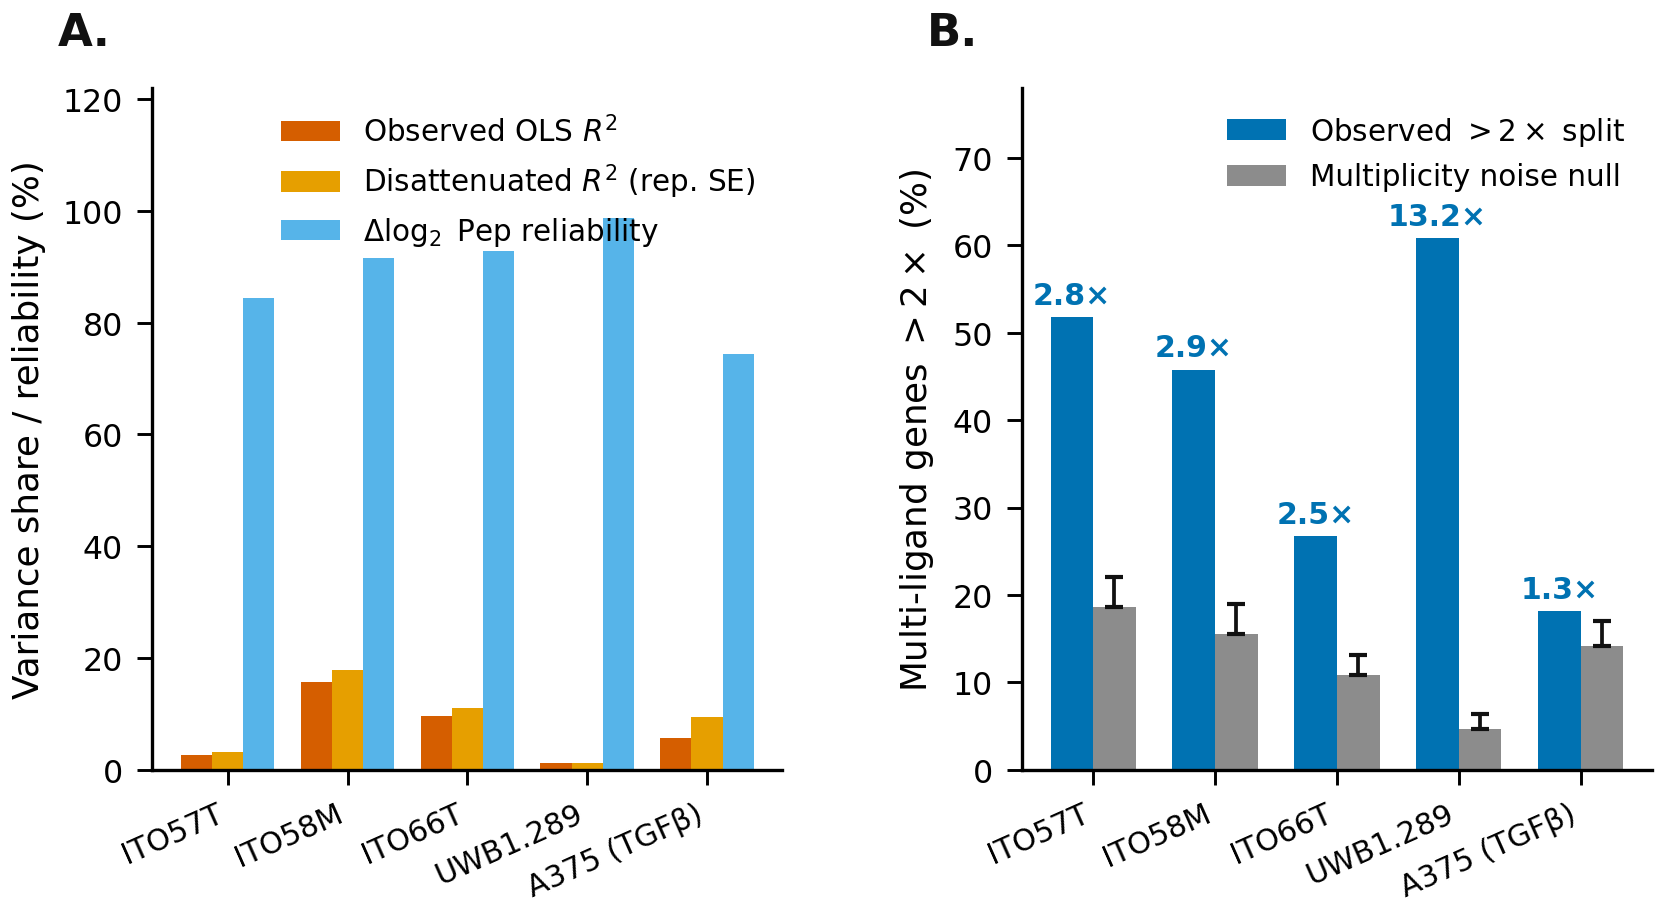 A.
Variance share / reliability (%)
120
100
80
60
40
20
0
Observed OLS R²
Disattenuated R² (rep. SE)
Δlog₂ Pep reliability
ITO57T
ITO58M
ITO66T
UWB1.289
A375 (TGFβ)
B.
Multi-ligand genes >2× (%)
70
60
50
40
30
20
10
0
Observed >2× split
Multiplicity noise null
2.8×
2.9×
2.5×
13.2×
1.3×
ITO57T
ITO58M
ITO66T
UWB1.289
A375 (TGFβ)